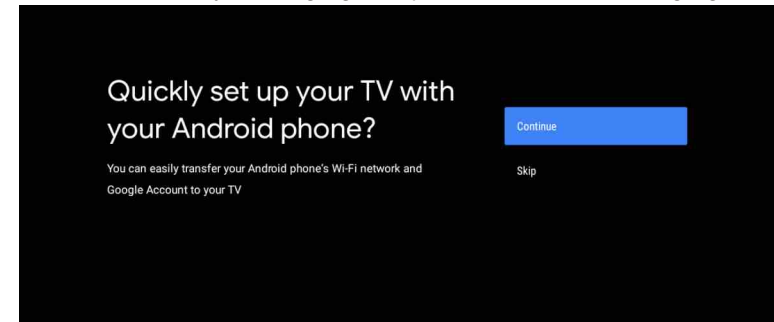 Quickly set up your TV with
your Android phone?
You can easily transfer your Android phone's Wi-Fi network and
Google Account to your TV
Continue
Skip